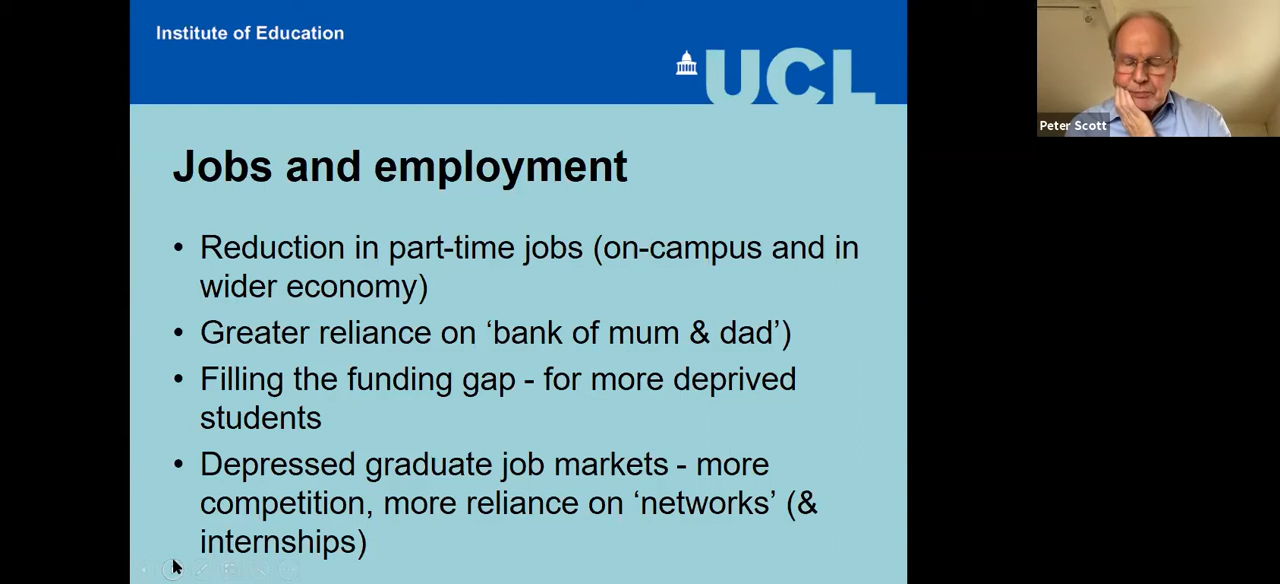 Institute of Education
UCL
Peter Scott
Jobs and employment
• Reduction in part-time jobs (on-campus and in
wider economy)
• Greater reliance on ‘bank of mum & dad’)
• Filling the funding gap - for more deprived
students
• Depressed graduate job markets - more
competition, more reliance on ‘networks’ (&
internships)